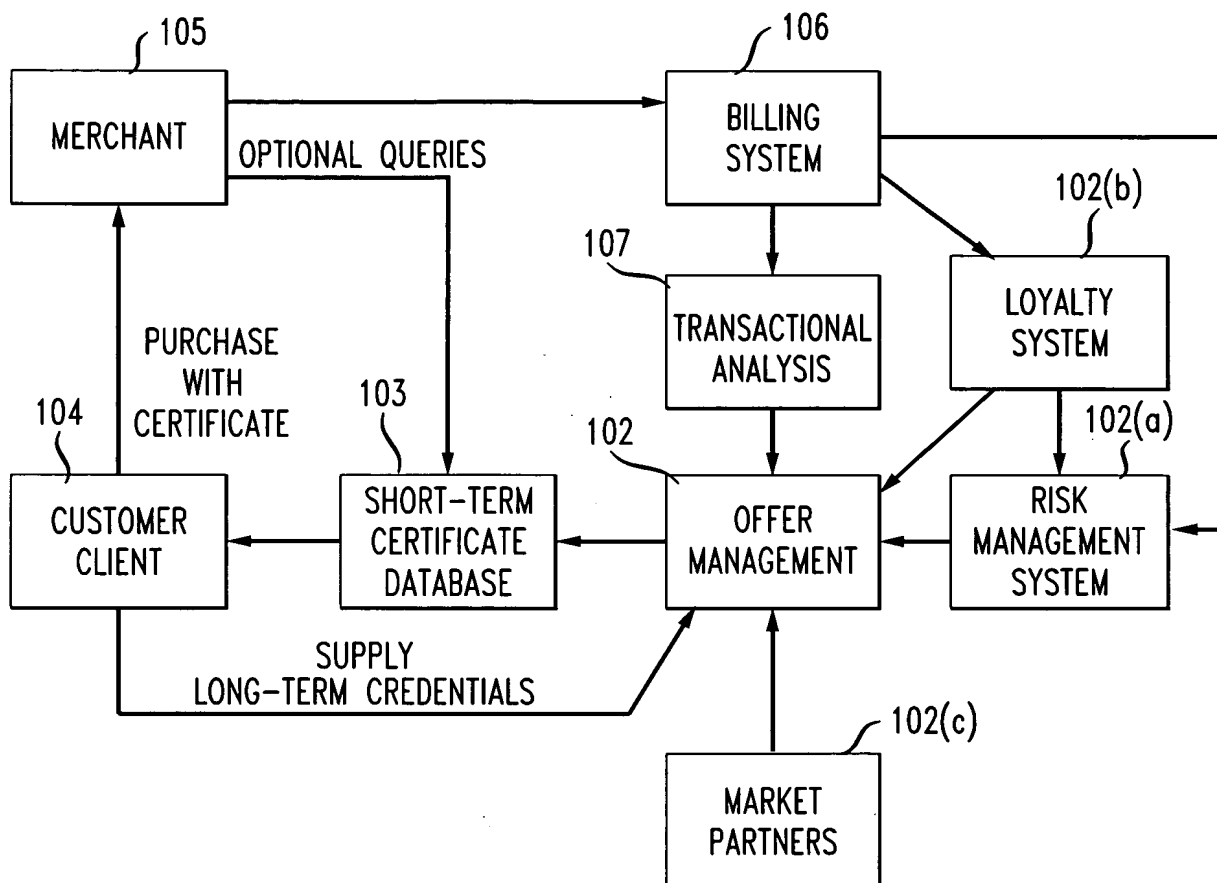 105
MERCHANT
OPTIONAL QUERIES
106
BILLING
SYSTEM
102(b)
LOYALTY
SYSTEM
107
TRANSACTIONAL
ANALYSIS
PURCHASE
WITH
CERTIFICATE
104
CUSTOMER
CLIENT
103
SHORT-TERM
CERTIFICATE
DATABASE
102
OFFER
MANAGEMENT
102(a)
RISK
MANAGEMENT
SYSTEM
SUPPLY
LONG-TERM CREDENTIALS
102(c)
MARKET
PARTNERS